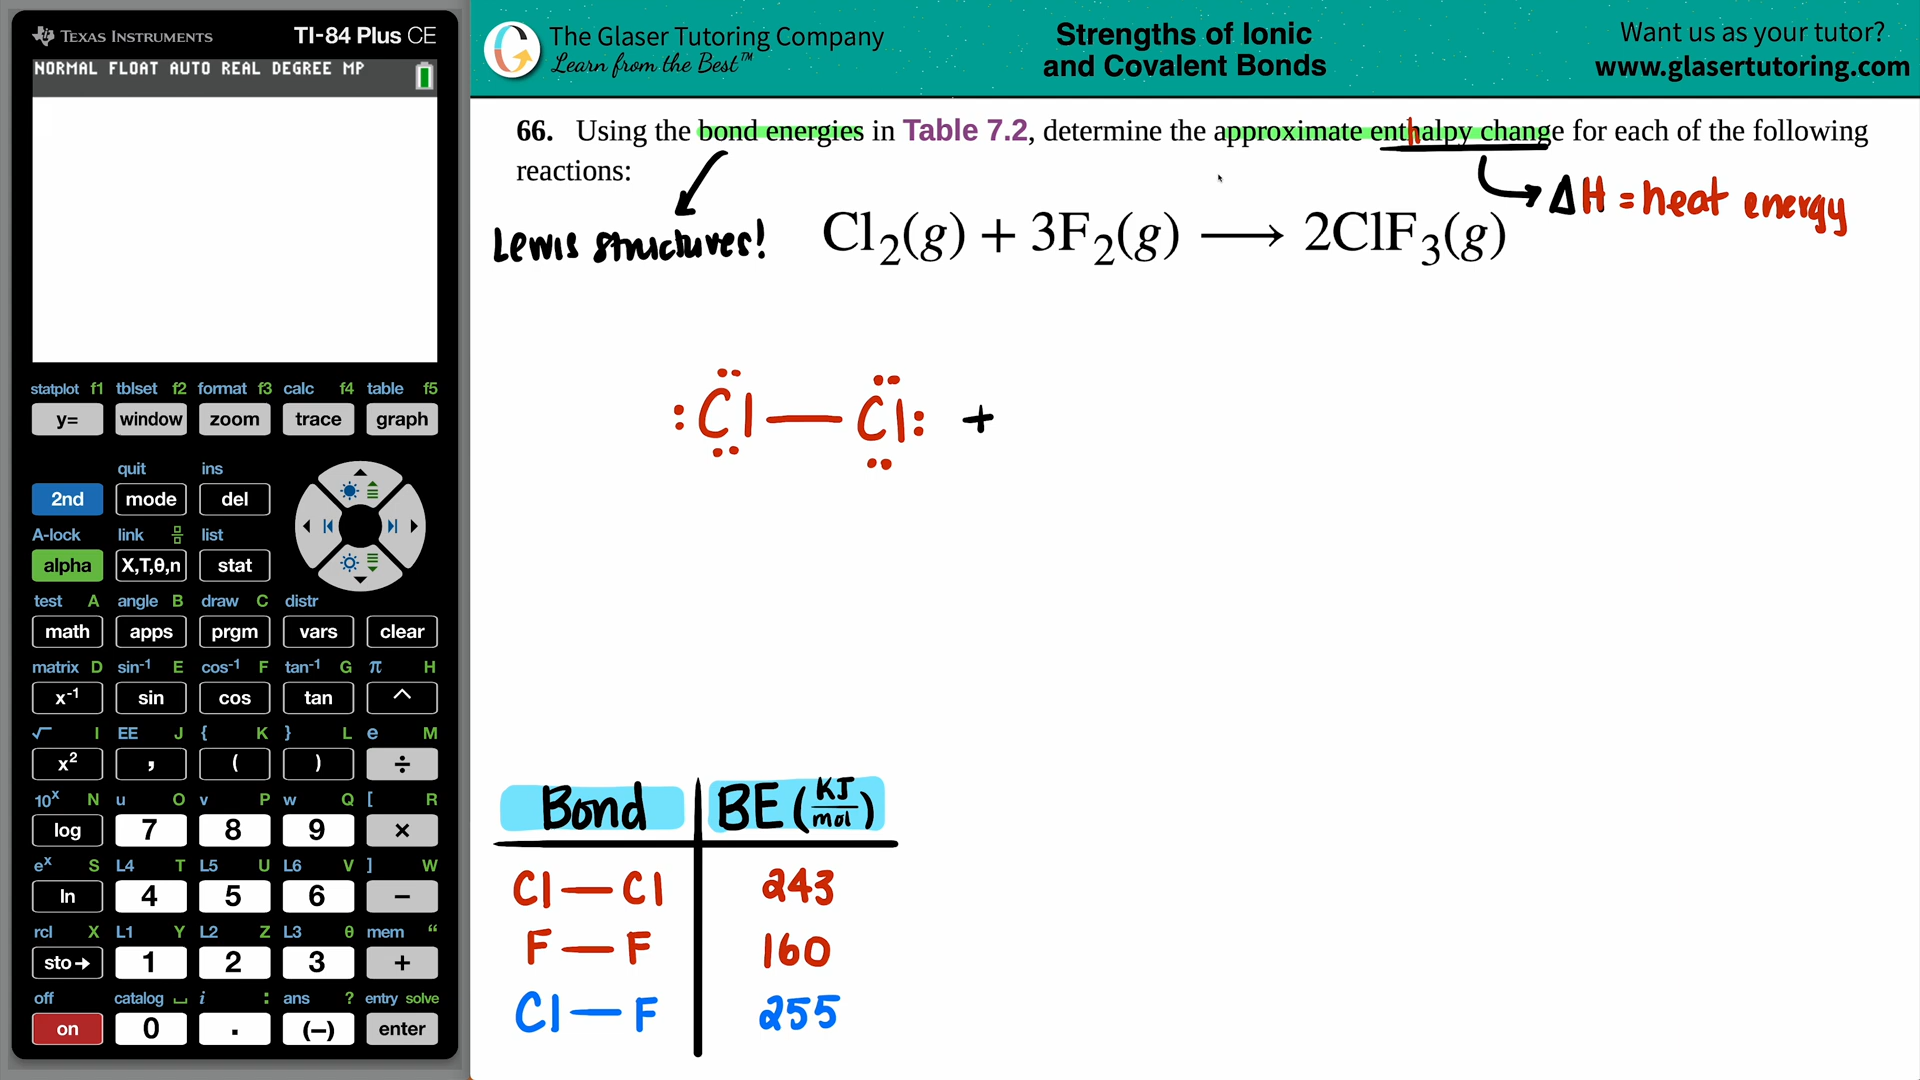 TEXAS INSTRUMENTS TI-84 Plus CE
NORMAL FLOAT AUTO REAL DEGREE MP
statplot f1 tblset f2 format f3 calc f4 table f5
y= window zoom trace graph
quit ins
2nd mode del
A-lock link list
alpha X,T,θ,n stat
test A angle B draw C distr
math apps prgm vars clear
matrix D sin⁻¹ E cos⁻¹ F tan⁻¹ G π H
x⁻¹ sin cos tan ^
√ I EE J { K } L e M
x² , ( ) ÷
10ˣ N u O v P w Q [ R
log 7 8 9 ×
eˣ S L4 T L5 U L6 V ] W
ln 4 5 6 −
rcl X L1 Y L2 Z L3 θ mem “
sto→ 1 2 3 +
off catalog ␣ i : ans ? entry solve
on 0 . (−) enter
The Glaser Tutoring Company
Learn from the Best™
Strengths of Ionic
and Covalent Bonds
Want us as your tutor?
www.glasertutoring.com
66. Using the bond energies in Table 7.2, determine the approximate enthalpy change for each of the following
reactions:
ΔH = heat energy
Lewis structures!
Cl₂(g) + 3F₂(g) ⟶ 2ClF₃(g)
Cl — Cl +
Bond BE (KJ/mol)
Cl — Cl 243
F — F 160
Cl — F 255